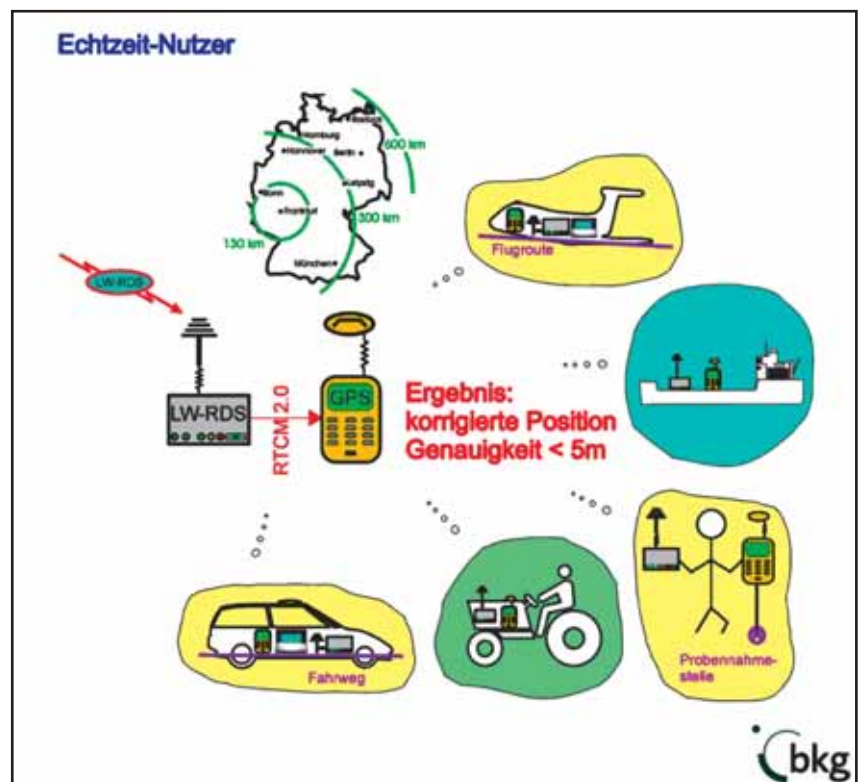 Echtzeit-Nutzer
Rostock
Hamburg
600 km
Hannover
Berlin
Leipzig
Bonn
Frankfurt
300 km
130 km
München
Flugroute
LW-RDS
LW-RDS
RTCM 2.0
GPS
Ergebnis:
korrigierte Position
Genauigkeit < 5m
Fahrweg
Probennahme-
stelle
bkg